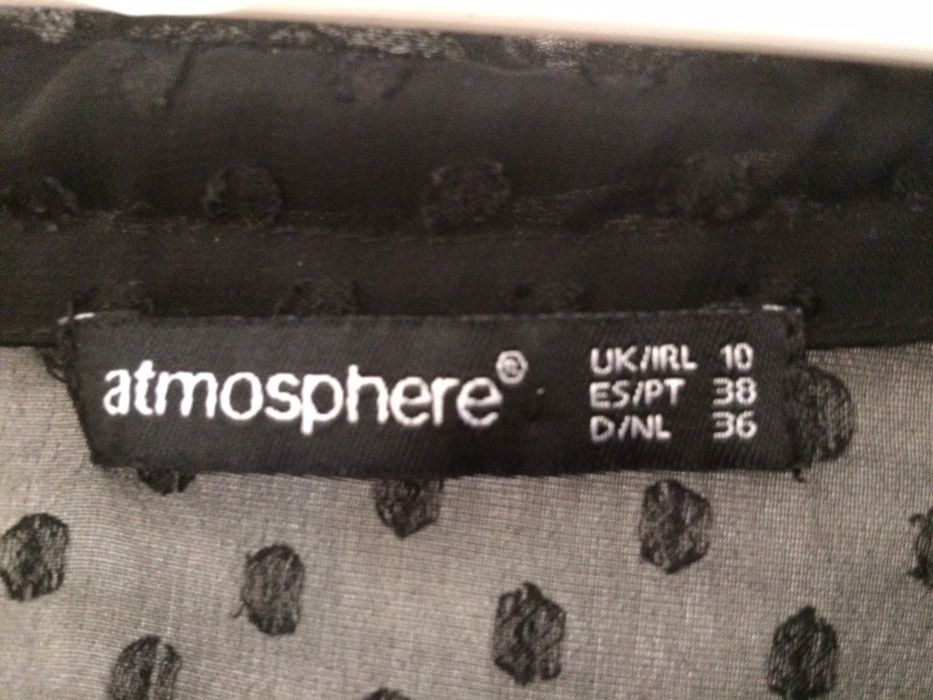 atmosphere®
UK/IRL 10
ES/PT 38
D/NL 36